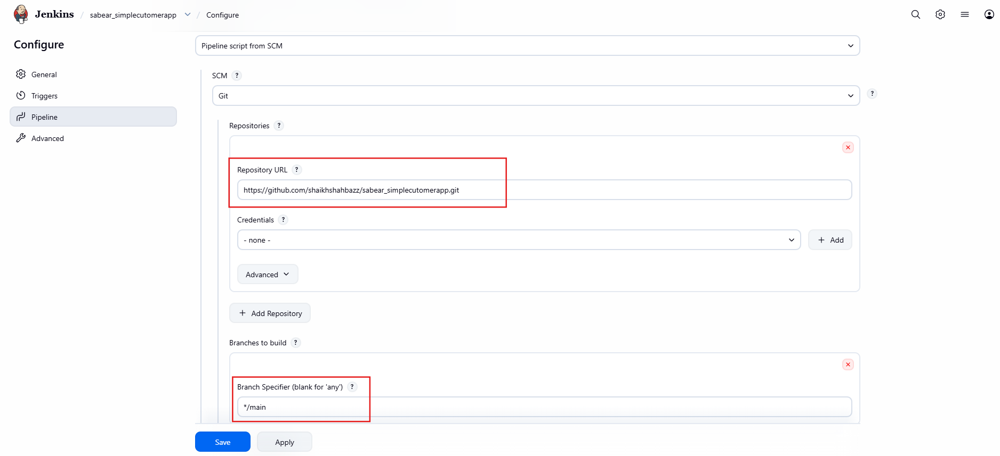 Jenkins / sabear_simplecutomerapp / Configure
Configure
General
Triggers
Pipeline
Advanced
Pipeline script from SCM
SCM ?
Git
?
Repositories ?
Repository URL ?
https://github.com/shaikhshahbazz/sabear_simplecutomerapp.git
Credentials ?
- none -
+ Add
Advanced
+ Add Repository
Branches to build ?
Branch Specifier (blank for 'any') ?
*/main
Save
Apply